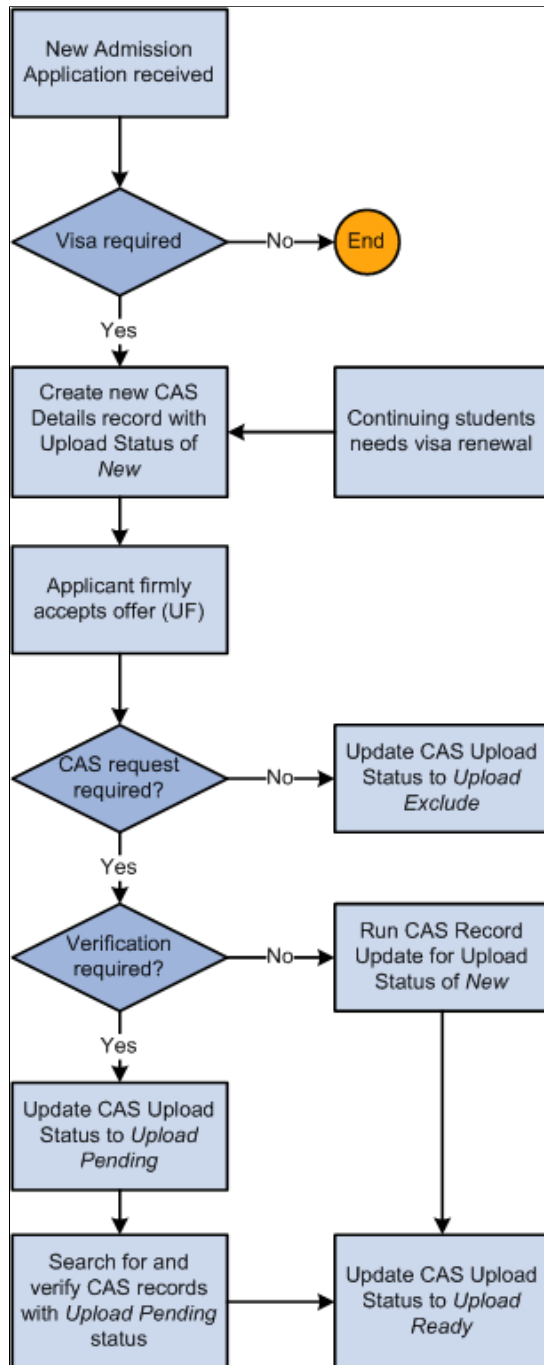 New Admission
Application received
Visa required
No
End
Yes
Create new CAS
Details record with
Upload Status of
New
Continuing students
needs visa renewal
Applicant firmly
accepts offer (UF)
CAS request
required?
No
Update CAS Upload
Status to Upload
Exclude
Yes
Verification
required?
No
Run CAS Record
Update for Upload
Status of New
Yes
Update CAS Upload
Status to Upload
Pending
Search for and
verify CAS records
with Upload Pending
status
Update CAS Upload
Status to Upload
Ready